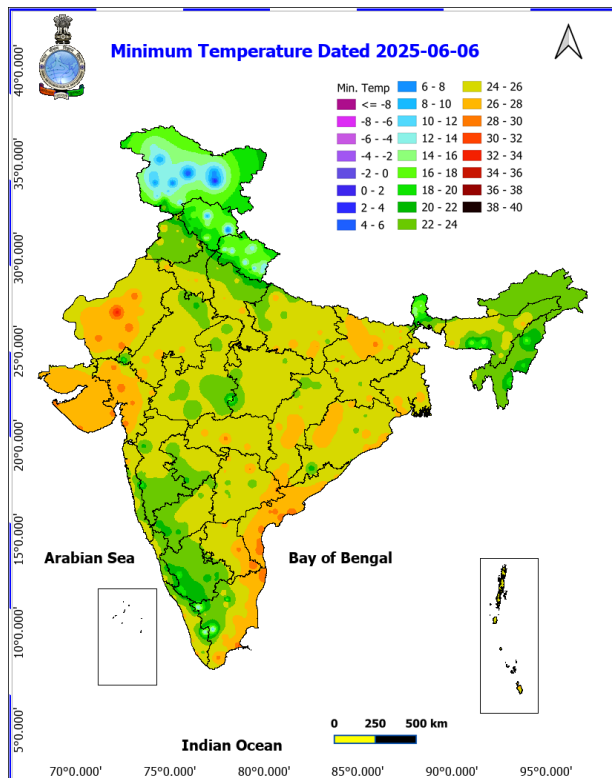 Minimum Temperature Dated 2025-06-06
Min. Temp
<= -8
-8 - -6
-6 - -4
-4 - -2
-2 - 0
0 - 2
2 - 4
4 - 6
6 - 8
8 - 10
10 - 12
12 - 14
14 - 16
16 - 18
18 - 20
20 - 22
22 - 24
24 - 26
26 - 28
28 - 30
30 - 32
32 - 34
34 - 36
36 - 38
38 - 40
40°0.000'
35°0.000'
30°0.000'
25°0.000'
20°0.000'
15°0.000'
10°0.000'
5°0.000'
Arabian Sea
Bay of Bengal
0 250 500 km
Indian Ocean
70°0.000' 75°0.000' 80°0.000' 85°0.000' 90°0.000' 95°0.000'